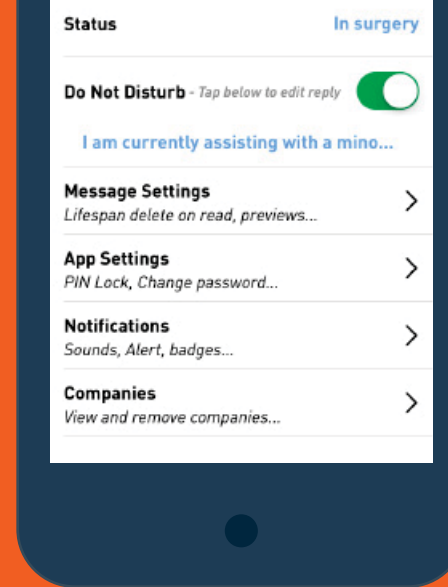 Status In surgery
Do Not Disturb - Tap below to edit reply
I am currently assisting with a mino...
Message Settings
Lifespan delete on read, previews...
App Settings
PIN Lock, Change password...
Notifications
Sounds, Alert, badges...
Companies
View and remove companies...